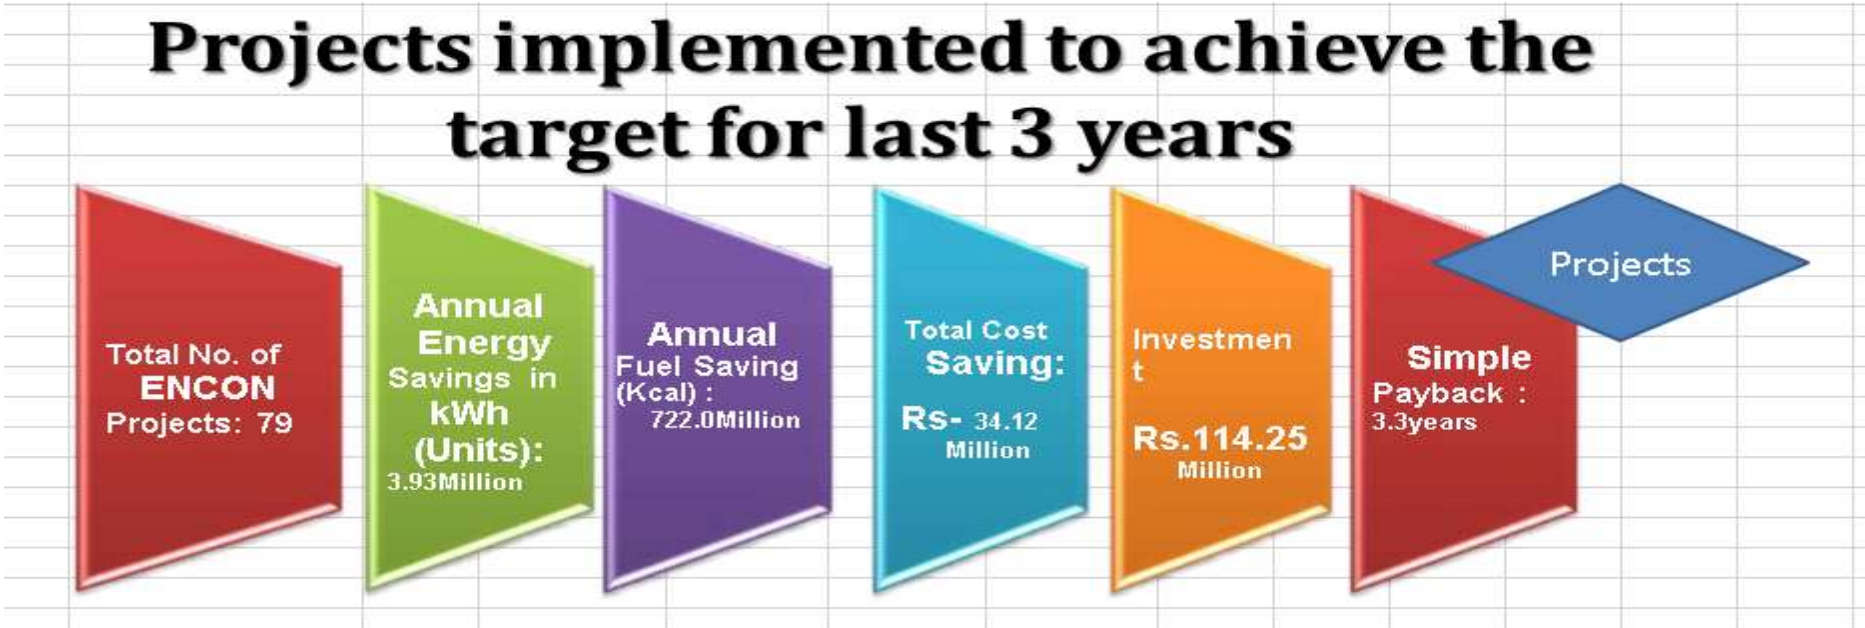 Projects implemented to achieve the
target for last 3 years
Total No. of
ENCON
Projects: 79
Annual
Energy
Savings in
kWh
(Units):
3.93Million
Annual
Fuel Saving
(Kcal) :
722.0Million
Total Cost
Saving:
Rs- 34.12
Million
Investmen
t
Rs.114.25
Million
Simple
Payback :
3.3years
Projects